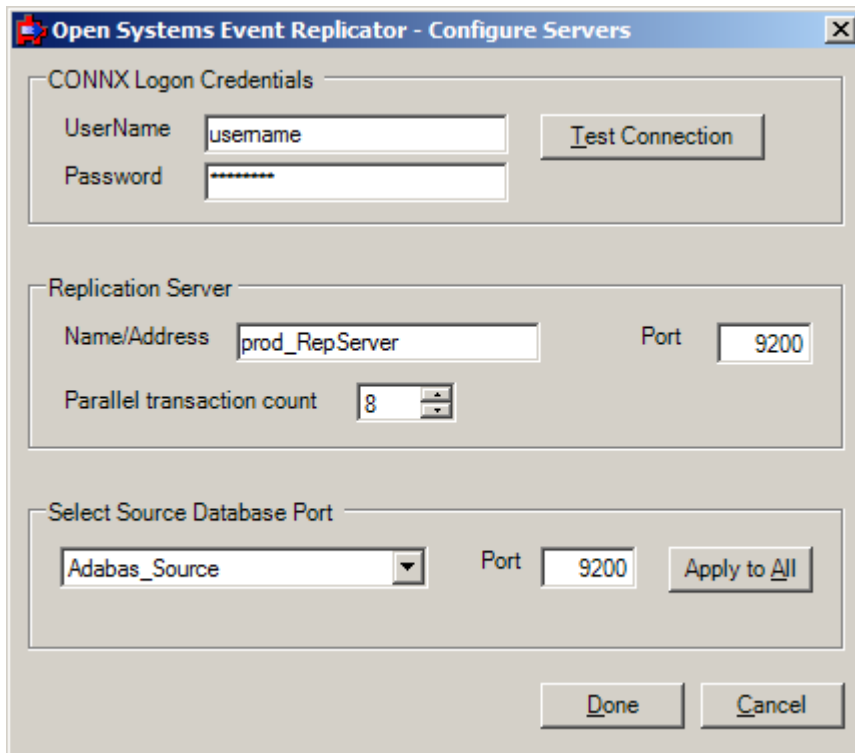 Open Systems Event Replicator - Configure Servers
CONNX Logon Credentials
UserName username Test Connection
Password ********
Replication Server
Name/Address prod_RepServer Port 9200
Parallel transaction count 8
Select Source Database Port
Adabas_Source Port 9200 Apply to All
Done Cancel